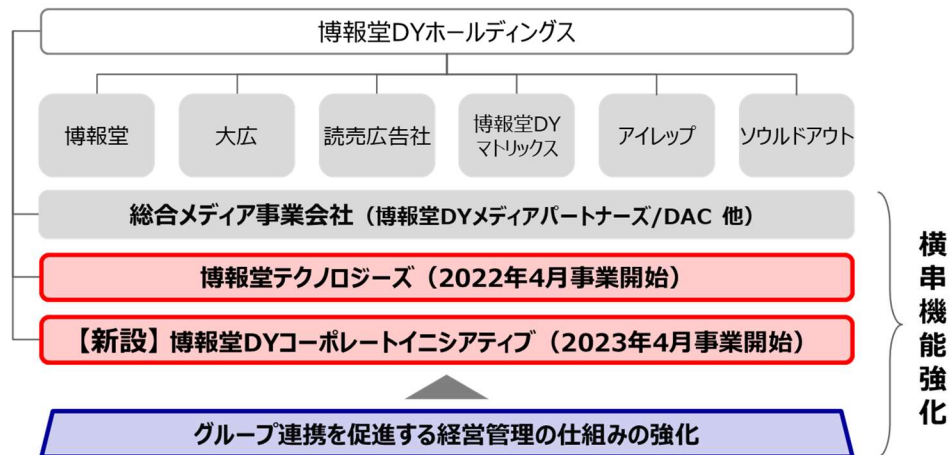 博報堂DYホールディングス
博報堂
大広
読売広告社
博報堂DY
マトリックス
アイレップ
ソウルドアウト
総合メディア事業会社（博報堂DYメディアパートナーズ/DAC 他）
博報堂テクノロジーズ（2022年4月事業開始）
【新設】博報堂DYコーポレートイニシアティブ（2023年4月事業開始）
グループ連携を促進する経営管理の仕組みの強化
横串機能強化